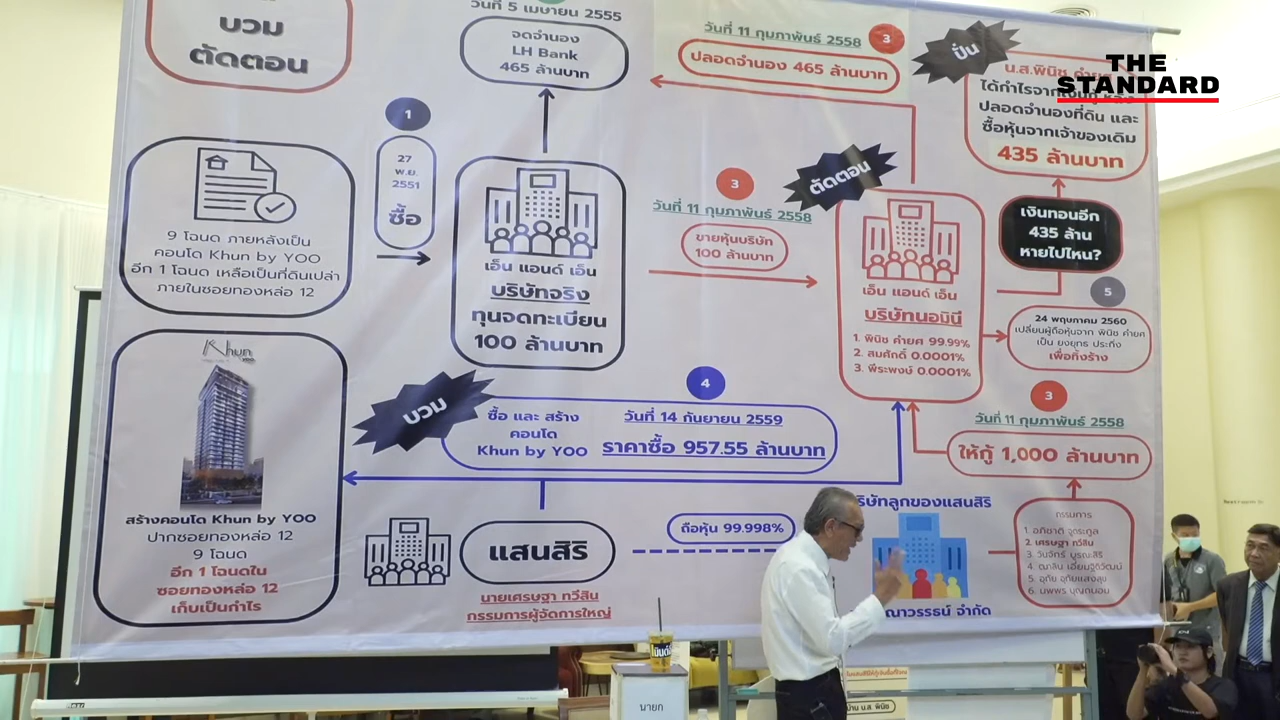 บวม
ตัดตอน
วันที่ 5 เมษายน 2555
จดจำนอง
LH Bank
465 ล้านบาท
วันที่ 11 กุมภาพันธ์ 2558
3
ปลอดจำนอง 465 ล้านบาท
ปั่น
THE
STANDARD
น.ส.พินิช
ได้กำไรจาก
ปลอดจำนองที่ดิน และ
ซื้อหุ้นจากเจ้าของเดิม
435 ล้านบาท
1
27
พ.ย.
2551
ซื้อ
9 โฉนด ภายหลังเป็น
คอนโด Khun by YOO
อีก 1 โฉนด เหลือเป็นที่ดินเปล่า
ภายในซอยทองหล่อ 12
เอ็น แอนด์ เอ็น
บริษัทจริง
ทุนจดทะเบียน
100 ล้านบาท
3
วันที่ 11 กุมภาพันธ์ 2558
ขายหุ้นบริษัท
100 ล้านบาท
ตัดตอน
เอ็น แอนด์ เอ็น
บริษัทนอมินี
1. พินิช คำยศ 99.99%
2. สมศักดิ์ 0.0001%
3. พีระพงษ์ 0.0001%
เงินทอนอีก
435 ล้าน
หายไปไหน?
5
24 พฤษภาคม 2560
เปลี่ยนผู้ถือหุ้นจาก พินิช คำยศ
เป็น ยงยุทธ ประกิ่ง
เพื่อทิ้งร้าง
Khun
สร้างคอนโด Khun by YOO
ปากซอยทองหล่อ 12
9 โฉนด
อีก 1 โฉนดใน
ซอยทองหล่อ 12
เก็บเป็นกำไร
บวม
4
ซื้อ และ สร้าง
คอนโด
Khun by YOO
วันที่ 14 กันยายน 2559
ราคาซื้อ 957.55 ล้านบาท
3
วันที่ 11 กุมภาพันธ์ 2558
ให้กู้ 1,000 ล้านบาท
แสนสิริ
นายเศรษฐา ทวีสิน
กรรมการผู้จัดการใหญ่
ถือหุ้น 99.998%
ริษัทลูกของแสนสิริ
ณาวรรธน์ จำกัด
กรรมการ
1. อภิชาติ จูตระกูล
2. เศรษฐา ทวีสิน
3. วันจักร์ บุรณศิริ
4. ฌาลิน เอี่ยมฐิติวัฒน์
5. อุทัย อุทัยแสงสุข
6. นพพร บุญถนอม
นายก